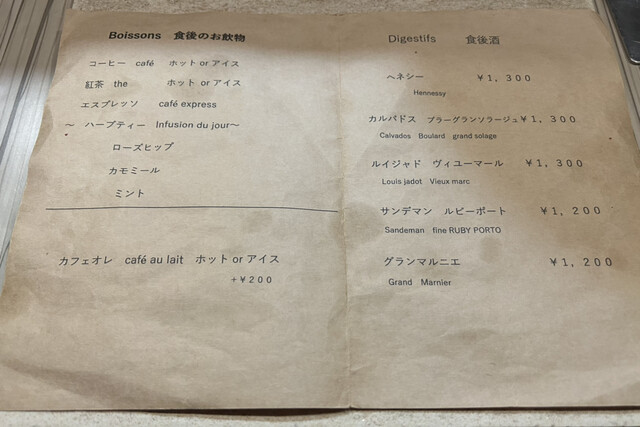 Boissons 食後のお飲物
コーヒー café ホット or アイス
紅茶 the ホット or アイス
エスプレッソ café express
～ ハーブティー Infusion du jour～
ローズヒップ
カモミール
ミント
カフェオレ café au lait ホット or アイス
+￥200
Digestifs 食後酒
ヘネシー ￥1,300
Hennessy
カルバドス ブラーグランソラージュ￥1,300
Calvados Boulard grand solage
ルイジャド ヴィユーマール ￥1,300
Louis jadot Vieux marc
サンデマン ルビーポート ￥1,200
Sandeman fine RUBY PORTO
グランマルニエ ￥1,200
Grand Marnier